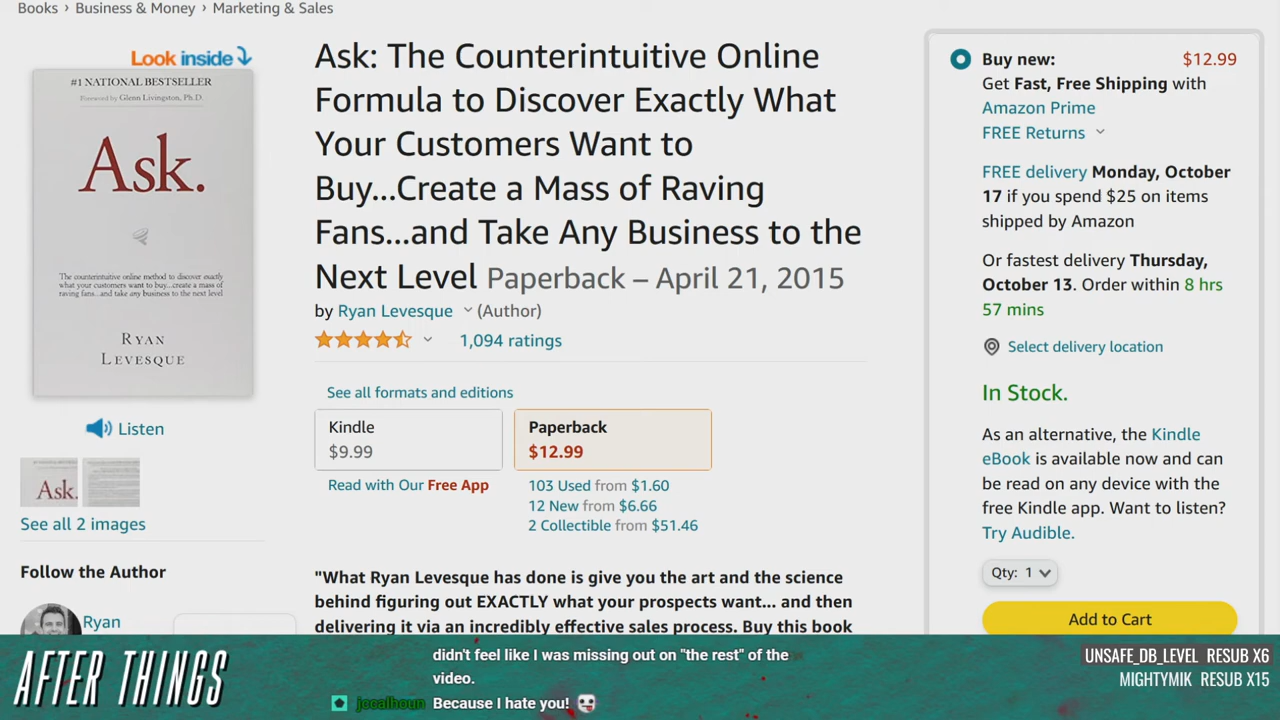 Books › Business & Money › Marketing & Sales
Look inside
#1 NATIONAL BESTSELLER
Foreword by Glenn Livingston, Ph.D.
Ask.
The counterintuitive online method to discover exactly
what your customers want to buy...create a mass of
raving fans...and take any business to the next level
RYAN
LEVESQUE
Listen
Ask.
See all 2 images
Follow the Author
Ryan
Ask: The Counterintuitive Online
Formula to Discover Exactly What
Your Customers Want to
Buy...Create a Mass of Raving
Fans...and Take Any Business to the
Next Level Paperback – April 21, 2015
by Ryan Levesque (Author)
1,094 ratings
See all formats and editions
Kindle
$9.99
Read with Our Free App
Paperback
$12.99
103 Used from $1.60
12 New from $6.66
2 Collectible from $51.46
"What Ryan Levesque has done is give you the art and the science
behind figuring out EXACTLY what your prospects want... and then
delivering it via an incredibly effective sales process. Buy this book
Buy new: $12.99
Get Fast, Free Shipping with
Amazon Prime
FREE Returns
FREE delivery Monday, October
17 if you spend $25 on items
shipped by Amazon
Or fastest delivery Thursday,
October 13. Order within 8 hrs
57 mins
Select delivery location
In Stock.
As an alternative, the Kindle
eBook is available now and can
be read on any device with the
free Kindle app. Want to listen?
Try Audible.
Qty: 1
Add to Cart
AFTER THINGS
didn't feel like I was missing out on "the rest" of the
video.
jccalhoun Because I hate you!
UNSAFE_DB_LEVEL RESUB X6
MIGHTYMIK RESUB X15